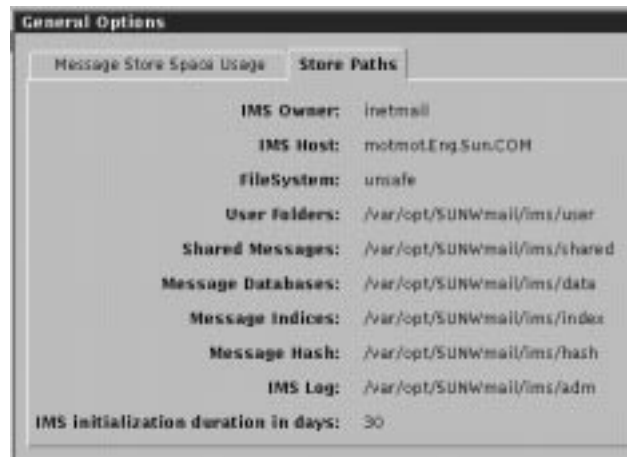 General Options
Message Store Space Usage Store Paths
IMS Owner: inetmail
IMS Host: motmot.Eng.Sun.COM
FileSystem: unsafe
User Folders: /var/opt/SUNWmail/ims/user
Shared Messages: /var/opt/SUNWmail/ims/shared
Message Databases: /var/opt/SUNWmail/ims/data
Message Indices: /var/opt/SUNWmail/ims/index
Message Hash: /var/opt/SUNWmail/ims/hash
IMS Log: /var/opt/SUNWmail/ims/adm
IMS initialization duration in days: 30